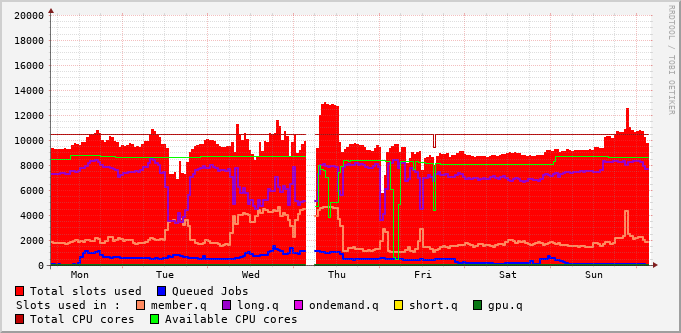 RRDTOOL / TOBI OETIKER
20000
18000
16000
14000
12000
10000
8000
6000
4000
2000
0
Mon Tue Wed Thu Fri Sat Sun
Total slots used Queued Jobs
Slots used in : member.q long.q ondemand.q short.q gpu.q
Total CPU cores Available CPU cores